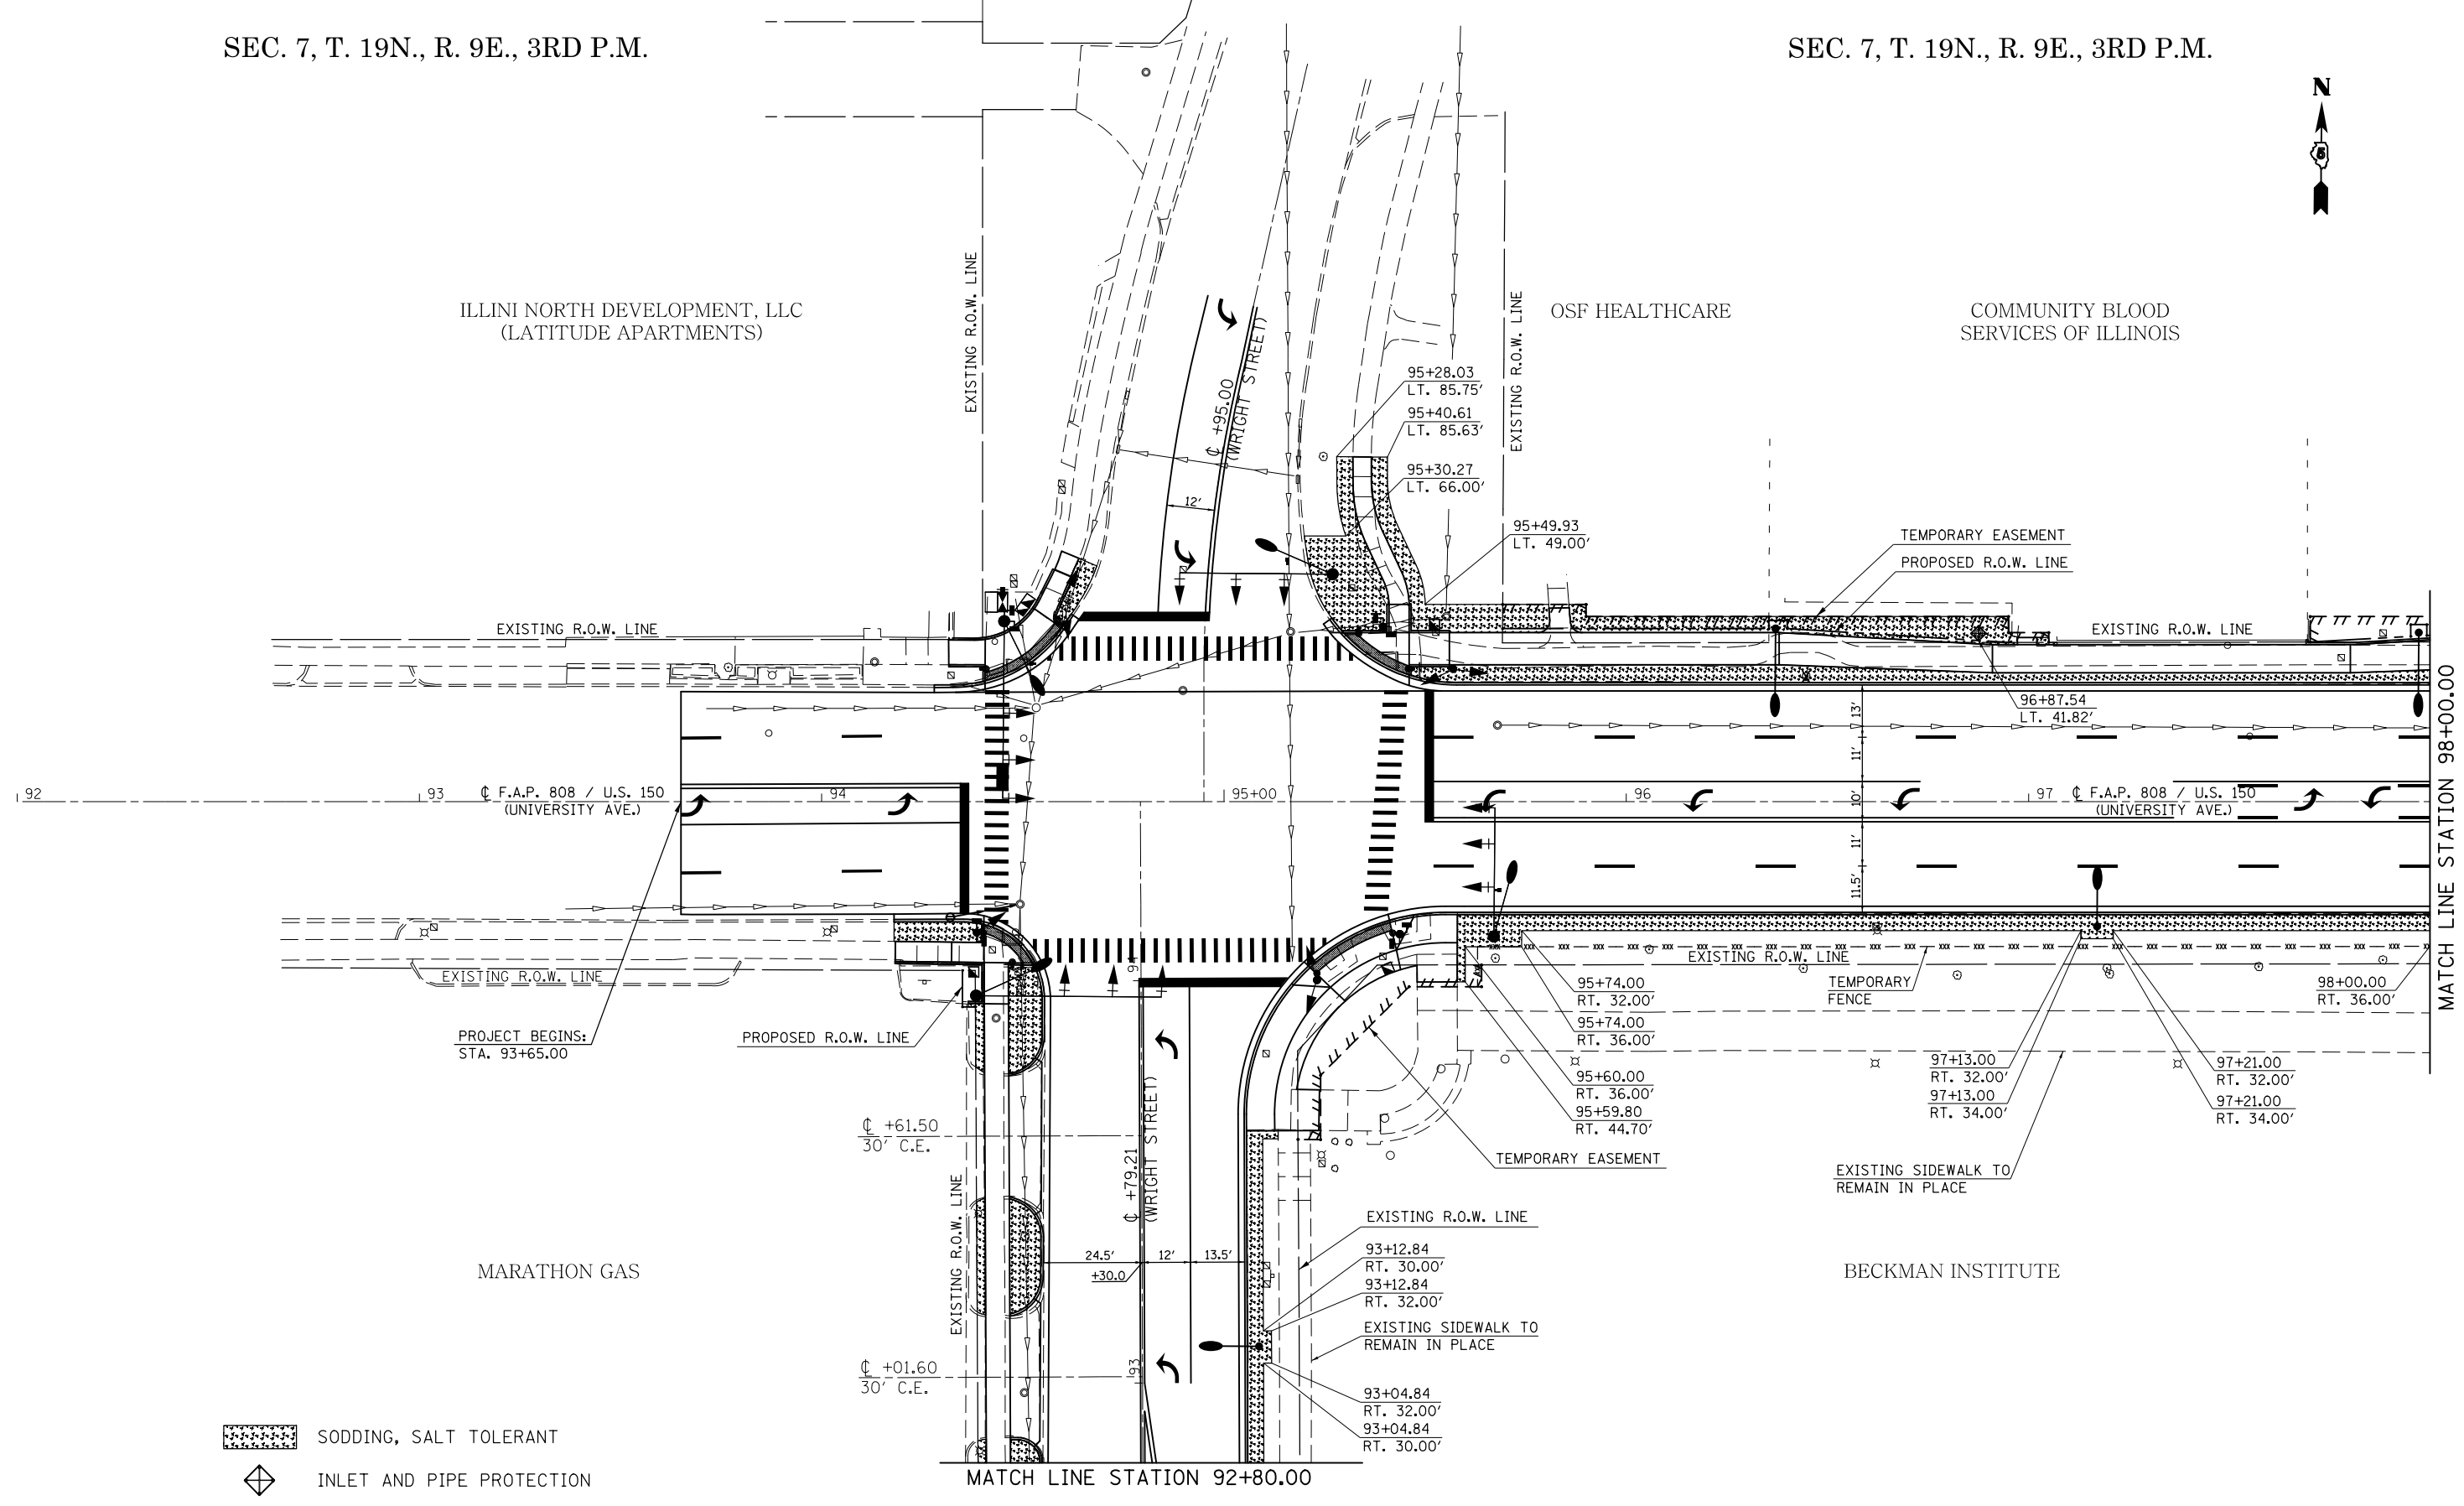 SEC. 7, T. 19N., R. 9E., 3RD P.M.
SEC. 7, T. 19N., R. 9E., 3RD P.M.
N
5
ILLINI NORTH DEVELOPMENT, LLC
(LATITUDE APARTMENTS)
EXISTING R.O.W. LINE
℄ +95.00
(WRIGHT STREET)
12'
OSF HEALTHCARE
EXISTING R.O.W. LINE
COMMUNITY BLOOD
SERVICES OF ILLINOIS
95+28.03
LT. 85.75'
95+40.61
LT. 85.63'
95+30.27
LT. 66.00'
95+49.93
LT. 49.00'
TEMPORARY EASEMENT
PROPOSED R.O.W. LINE
EXISTING R.O.W. LINE
EXISTING R.O.W. LINE
96+87.54
LT. 41.82'
MATCH LINE STATION 98+00.00
13'
11'
10'
11'
11.5'
92
93
℄ F.A.P. 808 / U.S. 150
(UNIVERSITY AVE.)
94
95+00
96
97
℄ F.A.P. 808 / U.S. 150
(UNIVERSITY AVE.)
94
EXISTING R.O.W. LINE
EXISTING R.O.W. LINE
PROJECT BEGINS:
STA. 93+65.00
PROPOSED R.O.W. LINE
TEMPORARY
FENCE
95+74.00
RT. 32.00'
95+74.00
RT. 36.00'
95+60.00
RT. 36.00'
95+59.80
RT. 44.70'
98+00.00
RT. 36.00'
97+13.00
RT. 32.00'
97+13.00
RT. 34.00'
97+21.00
RT. 32.00'
97+21.00
RT. 34.00'
TEMPORARY EASEMENT
EXISTING SIDEWALK TO
REMAIN IN PLACE
℄ +61.50
30' C.E.
℄ +79.21
(WRIGHT STREET)
EXISTING R.O.W. LINE
24.5'
12'
13.5'
+30.0
EXISTING R.O.W. LINE
93+12.84
RT. 30.00'
93+12.84
RT. 32.00'
EXISTING SIDEWALK TO
REMAIN IN PLACE
MARATHON GAS
BECKMAN INSTITUTE
℄ +01.60
30' C.E.
93
93+04.84
RT. 32.00'
93+04.84
RT. 30.00'
SODDING, SALT TOLERANT
INLET AND PIPE PROTECTION
MATCH LINE STATION 92+80.00